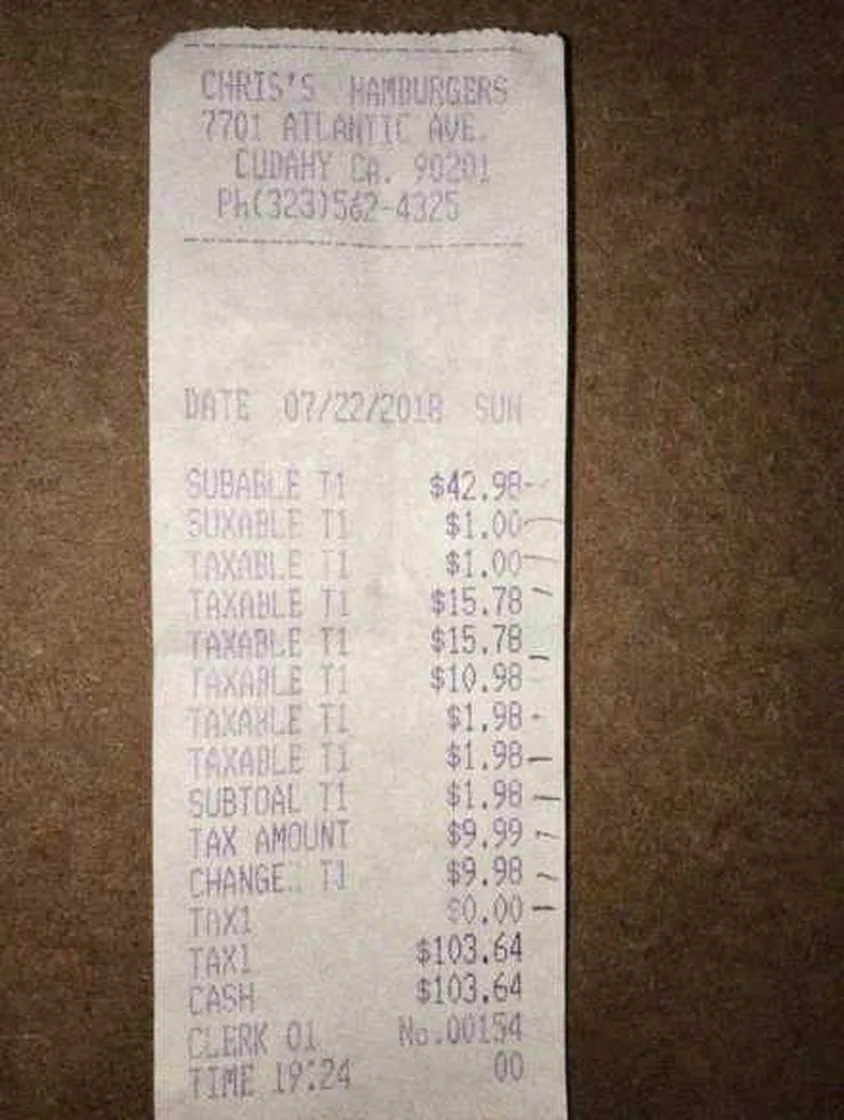 CHRIS'S HAMBURGERS
7701 ATLANTIC AVE.
CUDAHY CA. 90201
Ph(323)562-4325
DATE 07/22/2018 SUN
SUBABLE T1 $42.98
SUXABLE T1 $1.00
TAXABLE T1 $1.00
TAXABLE T1 $15.78
TAXABLE T1 $15.78
TAXABLE T1 $10.98
TAXABLE T1 $1.98
TAXABLE T1 $1.98
SUBTOAL T1 $1.98
TAX AMOUNT $9.99
CHANGE T1 $9.98
TAX1 $0.00
TAX1 $103.64
CASH $103.64
CLERK 01 No.00154
TIME 19:24 00